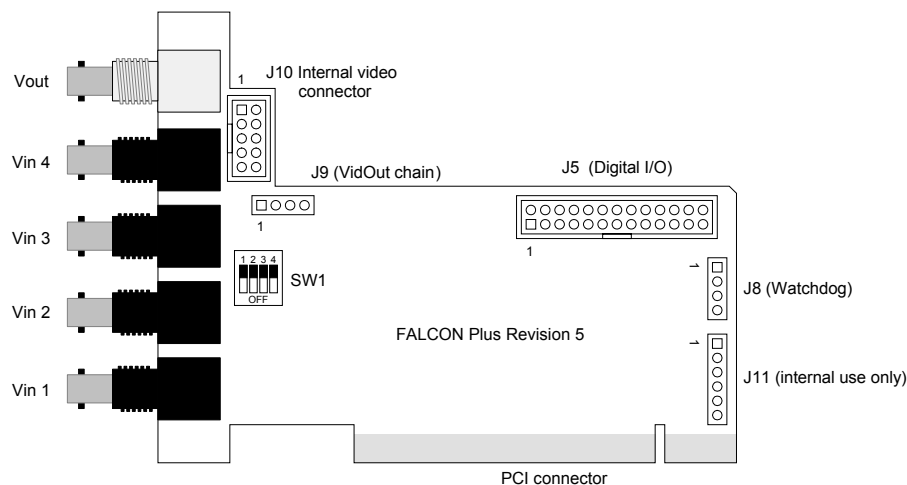 J10 Internal video
connector
1
Vout
Vin 4
J9 (VidOut chain)
J5 (Digital I/O)
1
1
Vin 3
1 2 3 4
SW1
OFF
1
J8 (Watchdog)
Vin 2
FALCON Plus Revision 5
1
J11 (internal use only)
Vin 1
PCI connector